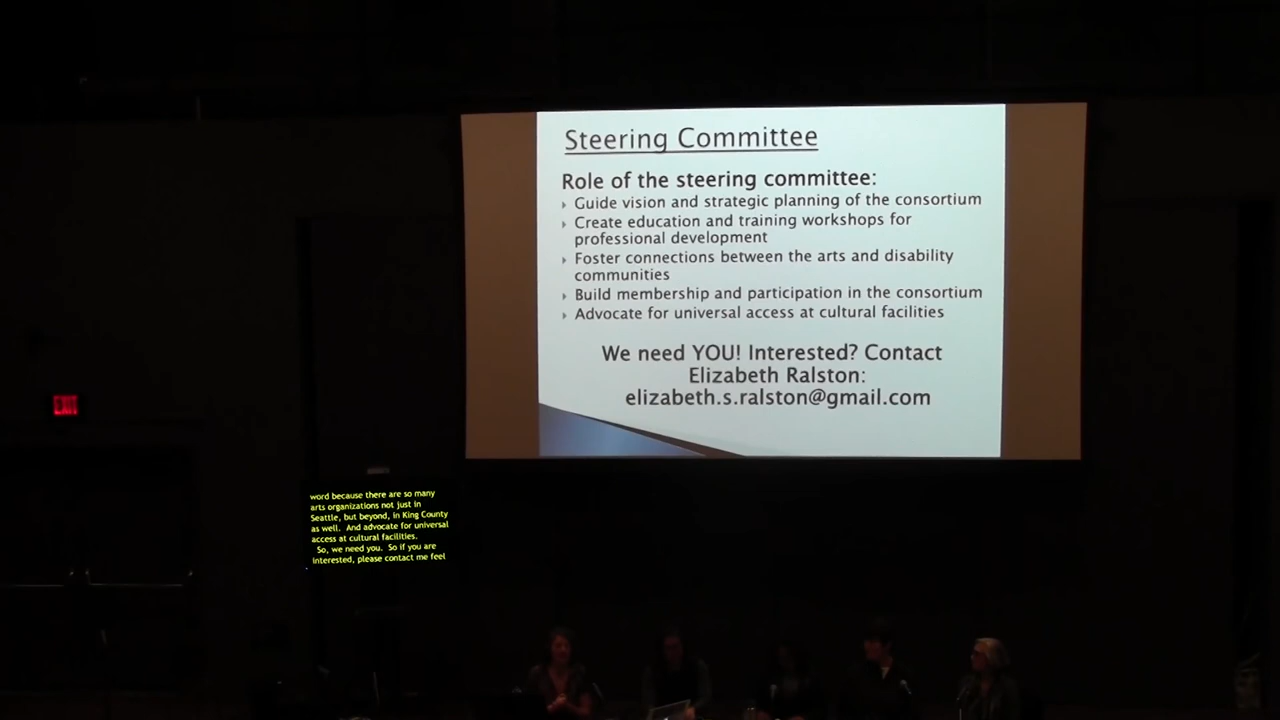 Steering Committee
Role of the steering committee:
Guide vision and strategic planning of the consortium
Create education and training workshops for
professional development
Foster connections between the arts and disability
communities
Build membership and participation in the consortium
Advocate for universal access at cultural facilities
We need YOU! Interested? Contact
Elizabeth Ralston:
elizabeth.s.ralston@gmail.com
EXIT
word because there are so many
arts organizations not just in
Seattle, but beyond, in King County
as well. And advocate for universal
access at cultural facilities.
So, we need you. So if you are
interested, please contact me feel